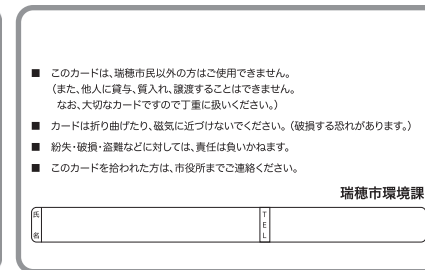 ■ このカードは、瑞穂市民以外の方はご使用できません。
（また、他人に貸与、質入れ、譲渡することはできません。
なお、大切なカードですので丁重に扱いください。）
■ カードは折り曲げたり、磁気に近づけないでください。（破損する恐れがあります。）
■ 紛失・破損・盗難などに対しては、責任は負いかねます。
■ このカードを拾われた方は、市役所までご連絡ください。
瑞穂市環境課
氏名
TEL